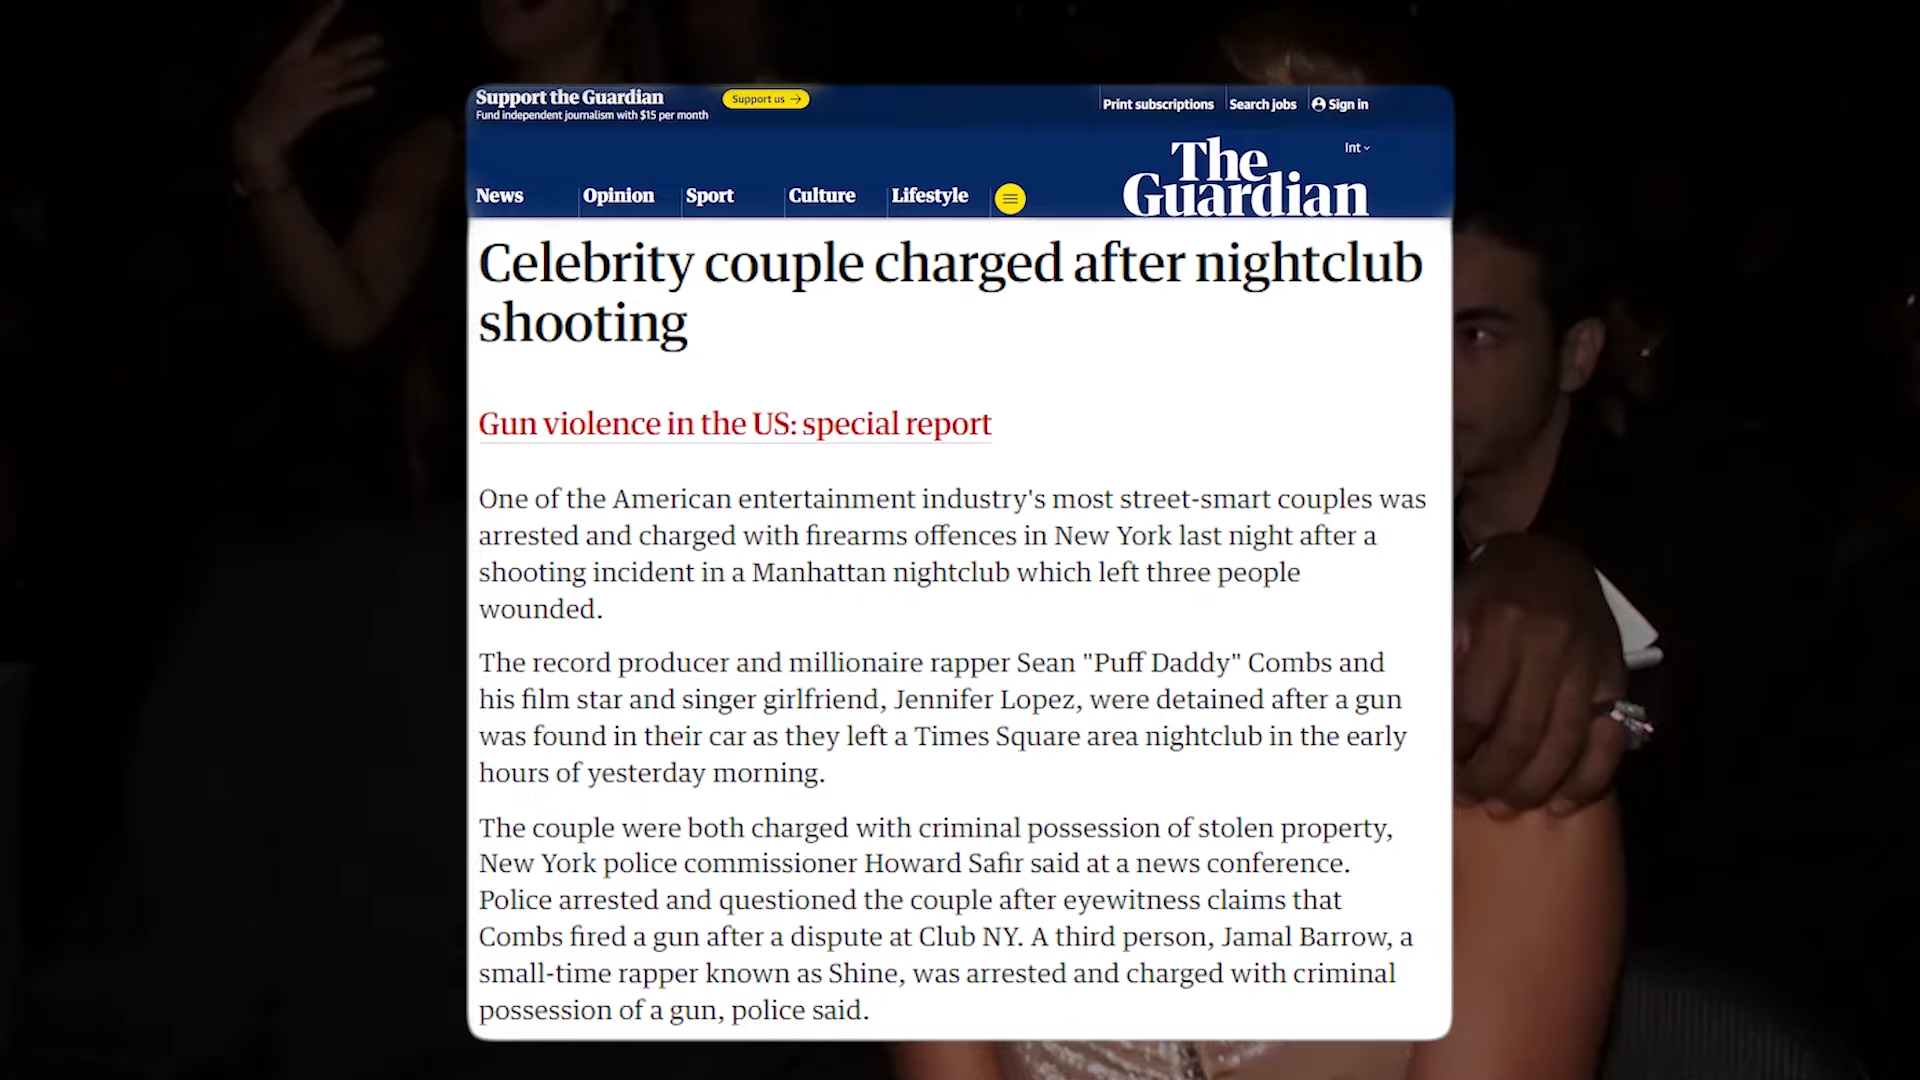 Support the Guardian
Fund independent journalism with $15 per month
Support us →
Print subscriptions
Search jobs
Sign in
Int
The
Guardian
News
Opinion
Sport
Culture
Lifestyle
Celebrity couple charged after nightclub
shooting
Gun violence in the US: special report
One of the American entertainment industry's most street-smart couples was
arrested and charged with firearms offences in New York last night after a
shooting incident in a Manhattan nightclub which left three people
wounded.
The record producer and millionaire rapper Sean "Puff Daddy" Combs and
his film star and singer girlfriend, Jennifer Lopez, were detained after a gun
was found in their car as they left a Times Square area nightclub in the early
hours of yesterday morning.
The couple were both charged with criminal possession of stolen property,
New York police commissioner Howard Safir said at a news conference.
Police arrested and questioned the couple after eyewitness claims that
Combs fired a gun after a dispute at Club NY. A third person, Jamal Barrow, a
small-time rapper known as Shine, was arrested and charged with criminal
possession of a gun, police said.